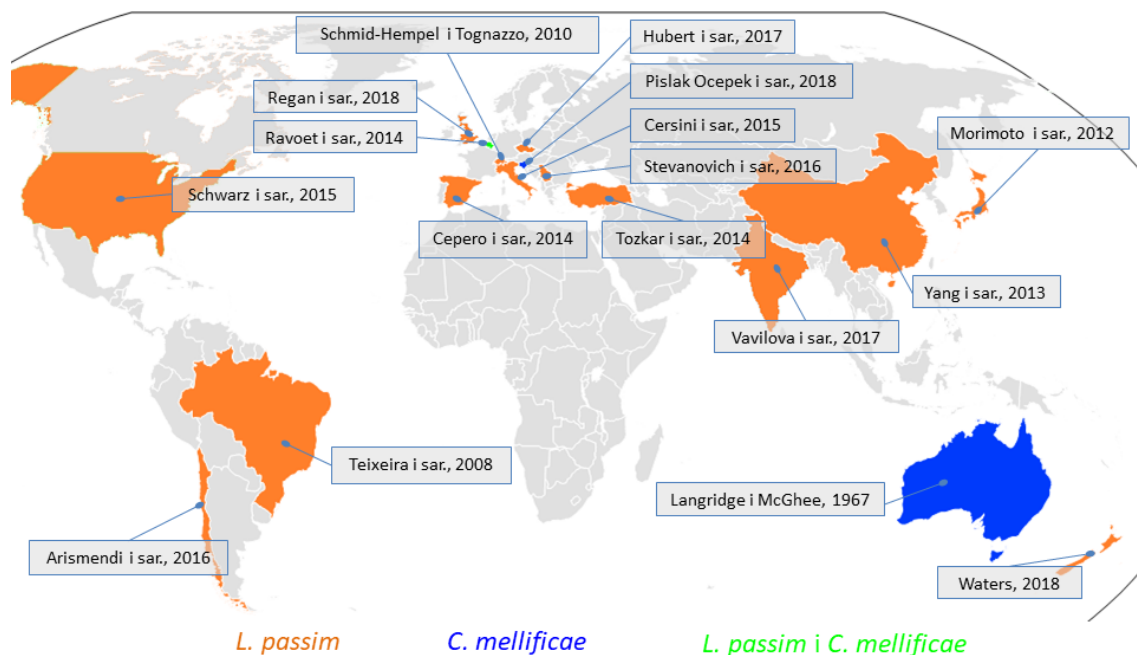 Schmid-Hempel i Tognazzo, 2010
Hubert i sar., 2017
Pislak Ocepek i sar., 2018
Regan i sar., 2018
Cersini i sar., 2015
Ravoet i sar., 2014
Morimoto i sar., 2012
Stevanovich i sar., 2016
Schwarz i sar., 2015
Cepero i sar., 2014
Tozkar i sar., 2014
Yang i sar., 2013
Vavilova i sar., 2017
Teixeira i sar., 2008
Langridge i McGhee, 1967
Arismendi i sar., 2016
Waters, 2018
L. passim
C. mellificae
L. passim i C. mellificae